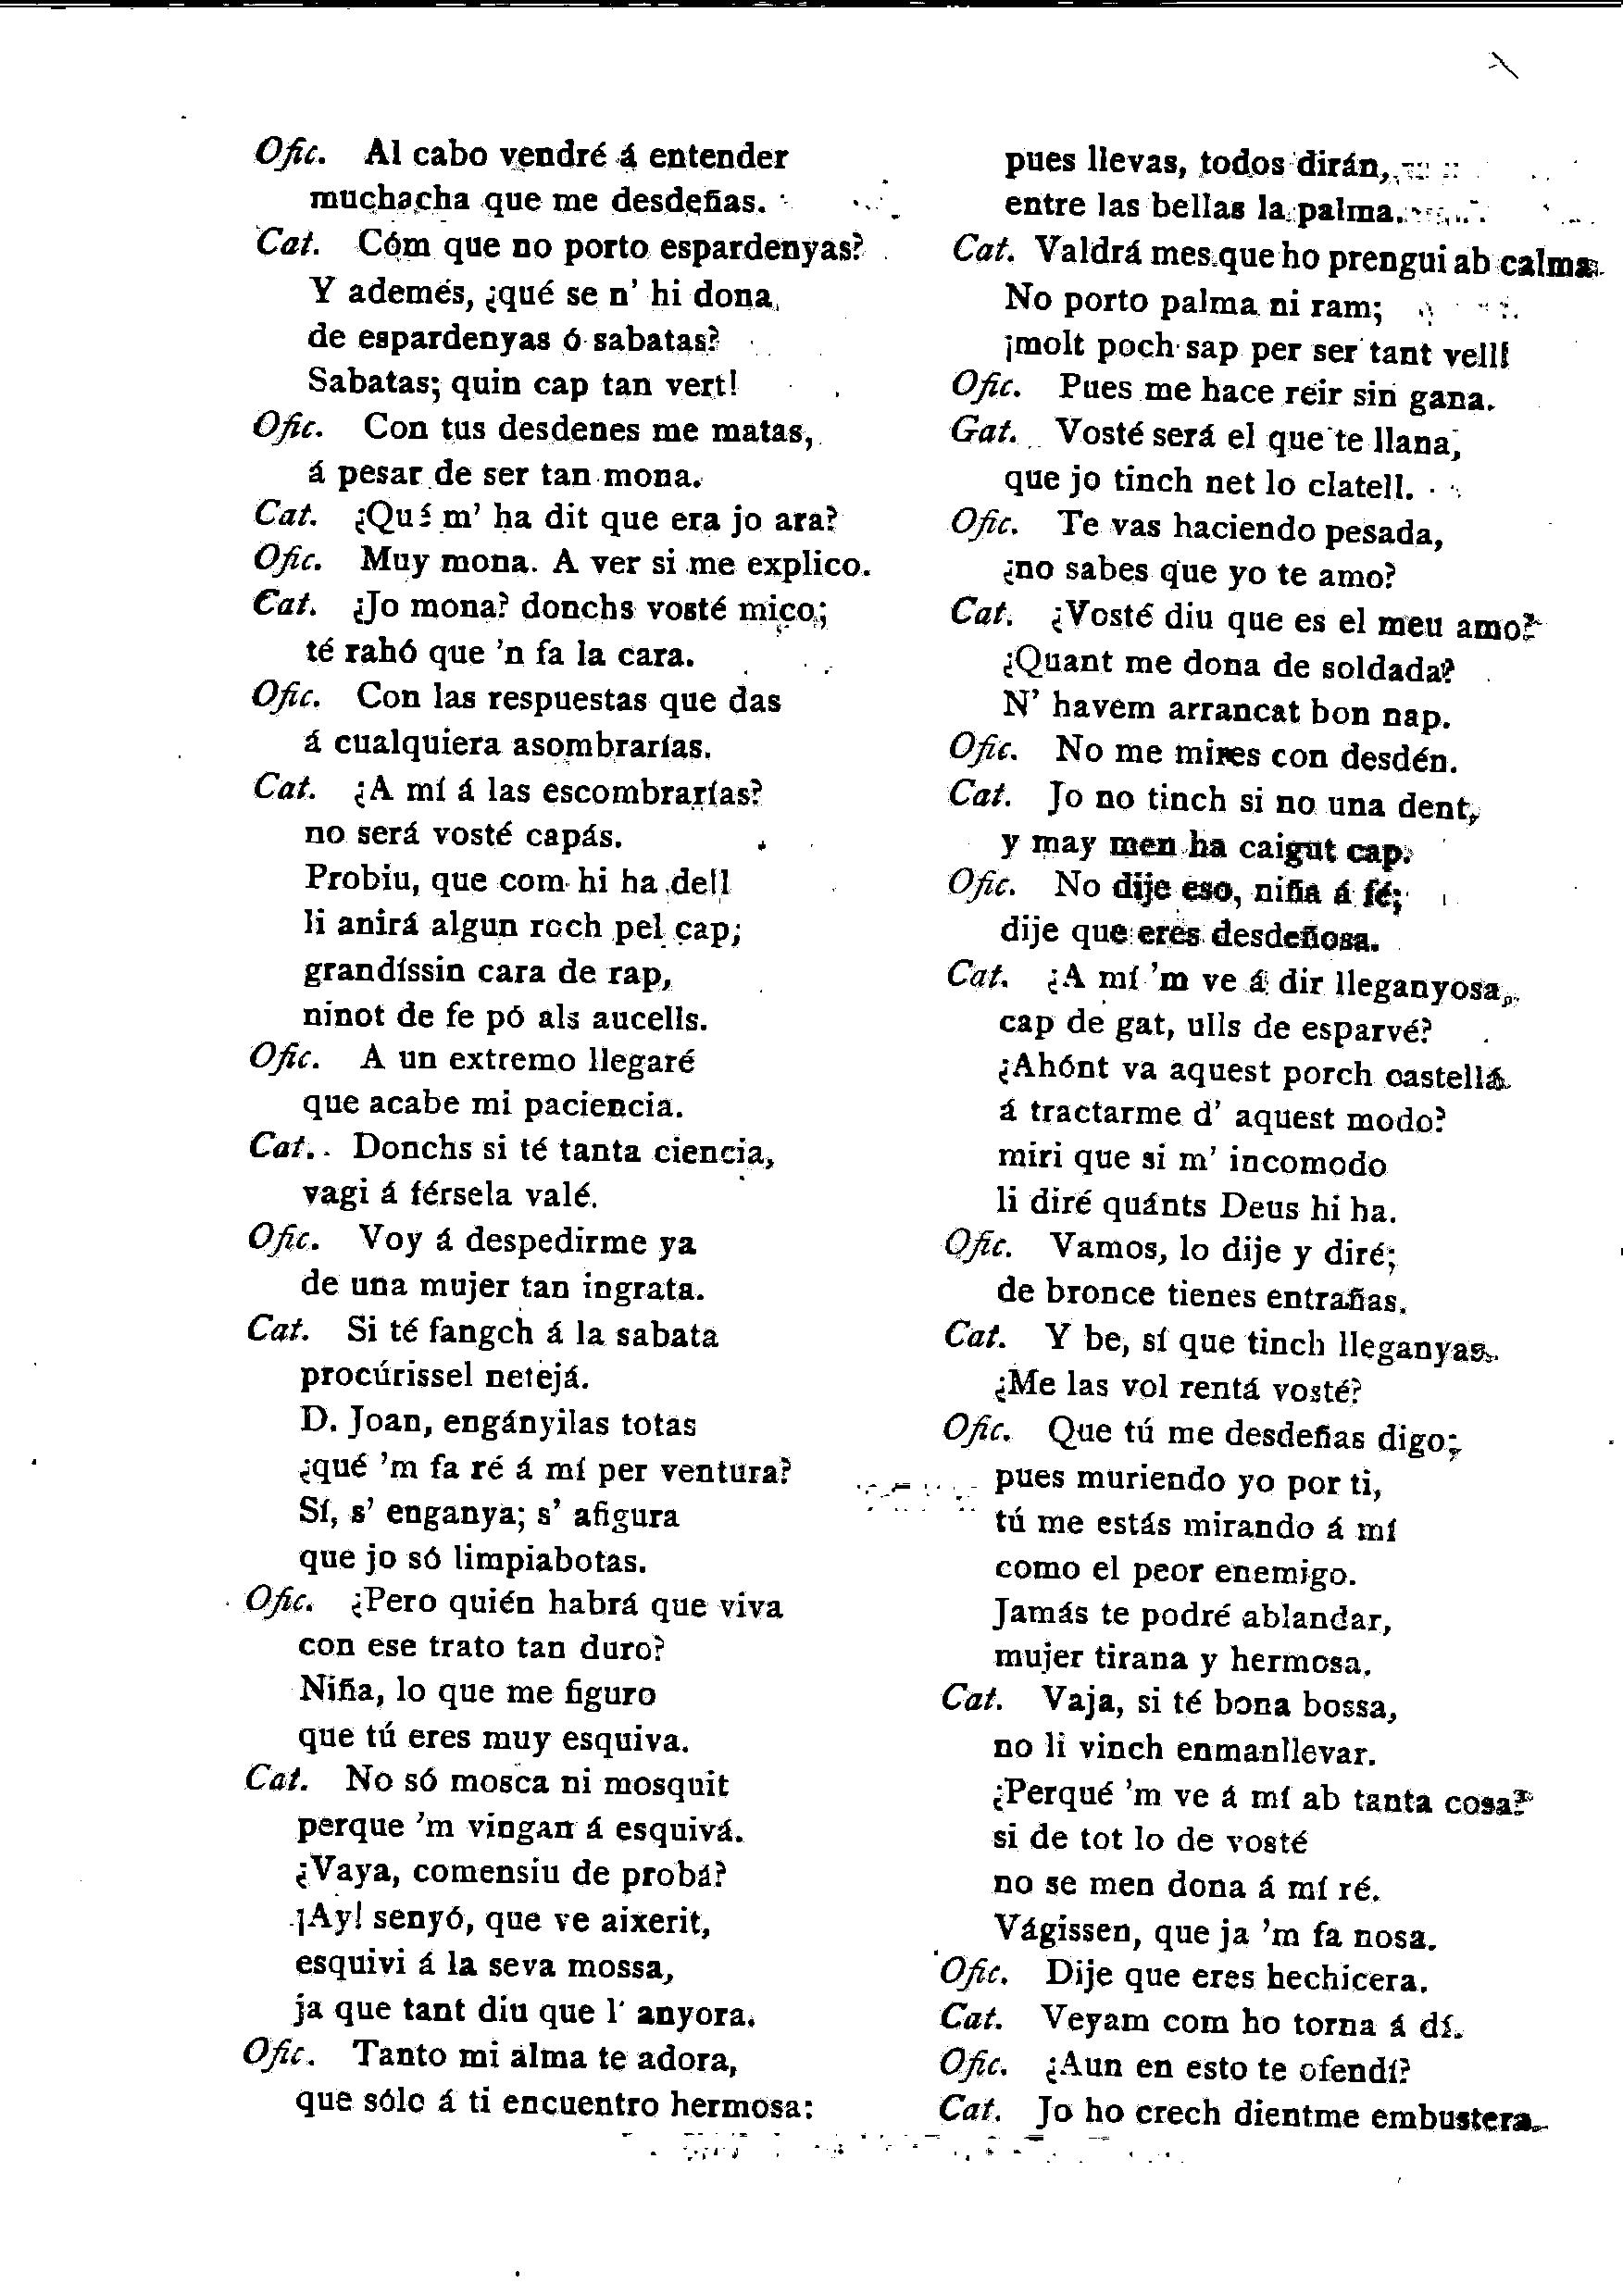 Ofic. Al cabo vendré á entender
muchacha que me desdeñas.
Cat. Cóm que no porto espardenyas?
Y además, ¿qué se n' hi dona
de espardenyas ó sabatas?
Sabatas; quin cap tan vert!
Ofic. Con tus desdenes me matas,
á pesar de ser tan mona.
Cat. ¿Qué m' ha dit que era jo ara?
Ofic. Muy mona. A ver si me explico.
Cat. ¿Jo mona? donchs vosté mico;
té rahó que 'n fa la cara.
Ofic. Con las respuestas que das
á cualquiera asombrarías.
Cat. ¿A mí á las escombrarías?
no será vosté capás.
Probiu, que com hi ha dell
li anirá algun roch pel cap;
grandíssin cara de rap,
ninot de fe pó als aucells.
Ofic. A un extremo llegaré
que acabe mi paciencia.
Cat. Donchs si té tanta ciencia,
vagi á férsela valé.
Ofic. Voy á despedirme ya
de una mujer tan ingrata.
Cat. Si té fangch á la sabata
procúrissel netejá.
D. Joan, engányilas totas
¿qué 'm fa ré á mí per ventura?
Sí, s' enganya; s' afigura
que jo só limpiabotas.
Ofic. ¿Pero quién habrá que viva
con ese trato tan duro?
Niña, lo que me figuro
que tú eres muy esquiva.
Cat. No só mosca ni mosquit
perque 'm vingan á esquivá.
¿Vaya, comensiu de probá?
¡Ay! senyó, que ve aixerit,
esquivi á la seva mossa,
ja que tant diu que l' anyora.
Ofic. Tanto mi alma te adora,
que sólo á ti encuentro hermosa:
pues llevas, todos dirán,
entre las bellas la palma.
Cat. Valdrá mes que ho prengui ab calma
No porto palma ni ram;
¡molt poch sap per ser tant vell!
Ofic. Pues me hace reir sin gana.
Gat. Vosté será el que te llana,
que jo tinch net lo clatell.
Ofic. Te vas haciendo pesada,
¿no sabes que yo te amo?
Cat. ¿Vosté diu que es el meu amo?
¿Quant me dona de soldada?
N' havem arrancat bon nap.
Ofic. No me mires con desdén.
Cat. Jo no tinch si no una dent,
y may men ha caigut cap.
Ofic. No dije eso, niña á fé;
dije que eres desdeñosa.
Cat. ¿A mí 'm ve á dir lleganyosa,
cap de gat, ulls de esparvé?
¿Ahónt va aquest porch castellá
á tractarme d' aquest modo?
miri que si m' incomodo
li diré quánts Deus hi ha.
Ofic. Vamos, lo dije y diré;
de bronce tienes entrañas.
Cat. Y be, sí que tinch lleganyas.
¿Me las vol rentá vosté?
Ofic. Que tú me desdeñas digo;
pues muriendo yo por ti,
tú me estás mirando á mí
como el peor enemigo.
Jamás te podré ablandar,
mujer tirana y hermosa.
Cat. Vaja, si té bona bossa,
no li vinch enmanllevar.
¿Perqué 'm ve á mí ab tanta cosa?
si de tot lo de vosté
no se men dona á mí ré.
Vágissen, que ja 'm fa nosa.
Ofic. Dije que eres hechicera.
Cat. Veyam com ho torna á dí.
Ofic. ¿Aun en esto te ofendí?
Cat. Jo ho crech dientme embustera.